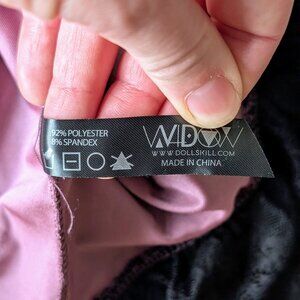 92% POLYESTER
8% SPANDEX
WIDOW
WWW.DOLLSKILL.COM
MADE IN CHINA